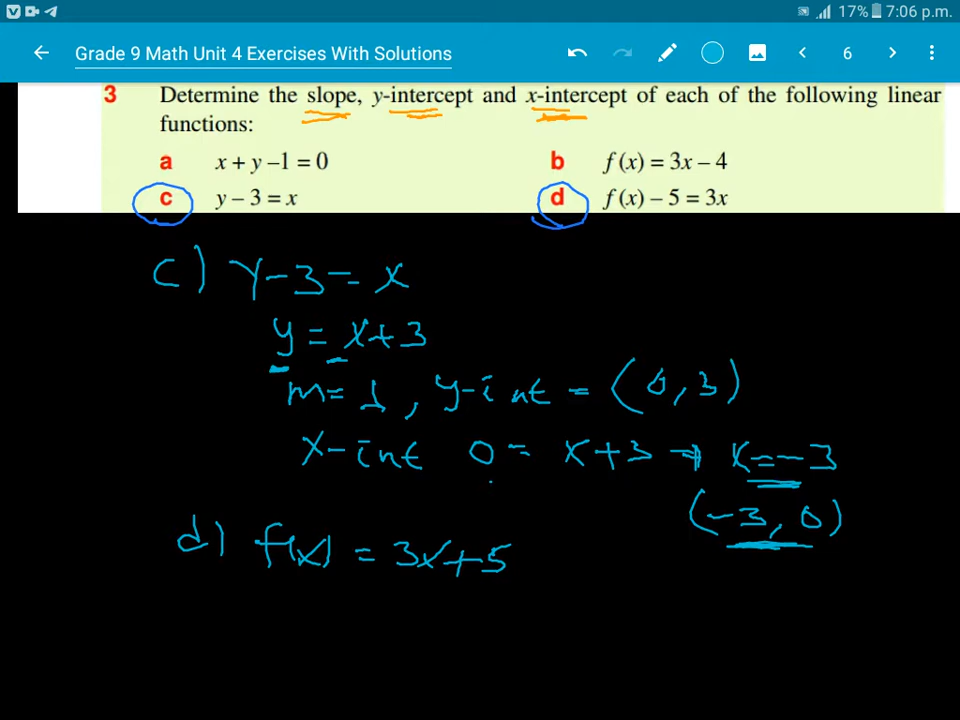 17% 7:06 p.m.
Grade 9 Math Unit 4 Exercises With Solutions 6
3 Determine the slope, y-intercept and x-intercept of each of the following linear
functions:
a x + y –1 = 0 b f (x) = 3x – 4
c y – 3 = x d f (x) – 5 = 3x
c) y-3 = x
y = x+3
m= 1, y-int = (0,3)
x-int 0 = x+3 → x = -3
(-3, 0)
d) f(x) = 3x+5